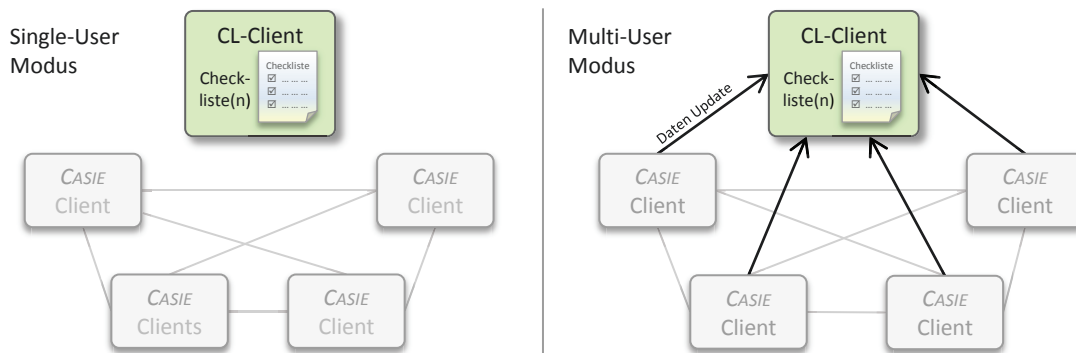 Single-User
Modus
CL-Client
Check-
liste(n)
Checkliste
... ... ...
... ... ...
... ... ...
CASIE
Client
CASIE
Client
CASIE
Clients
CASIE
Client
Multi-User
Modus
CL-Client
Check-
liste(n)
Checkliste
... ... ...
... ... ...
... ... ...
Daten Update
CASIE
Client
CASIE
Client
CASIE
Client
CASIE
Client